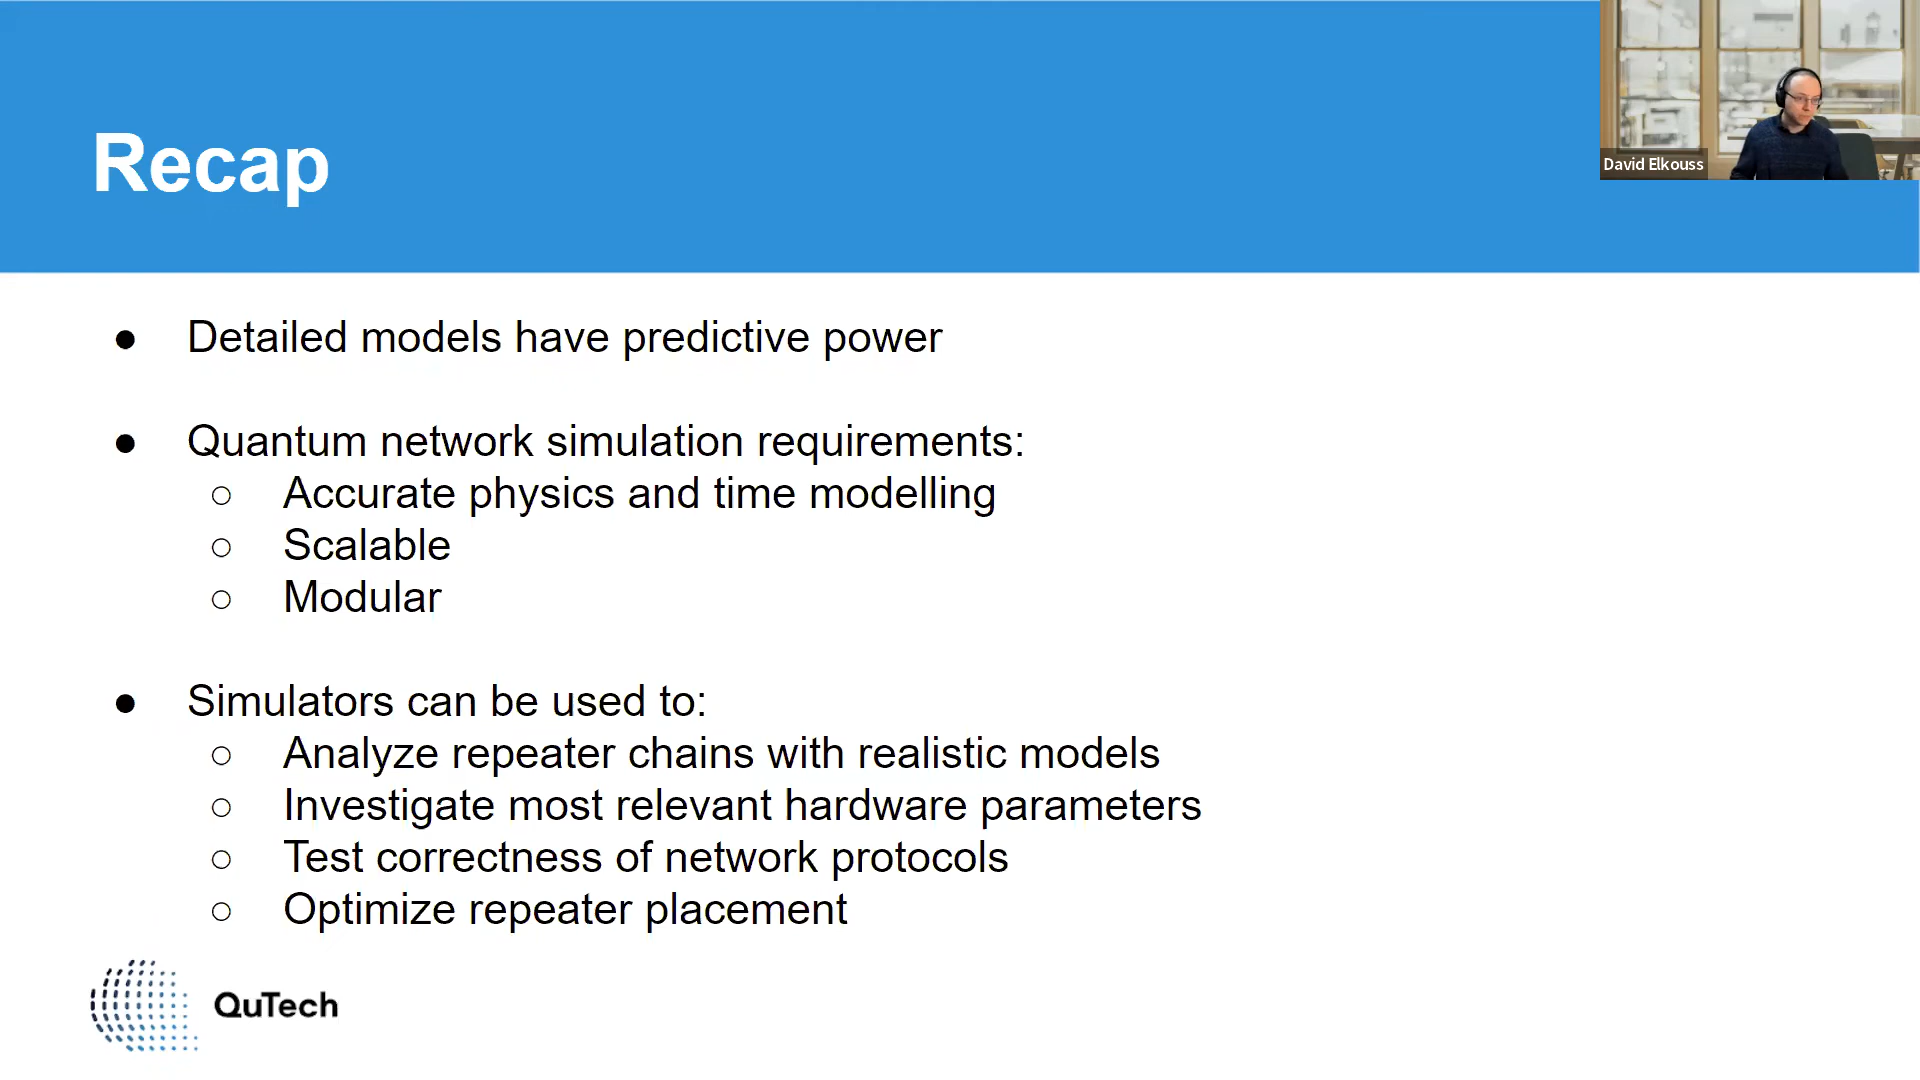 Recap
David Elkouss
● Detailed models have predictive power
● Quantum network simulation requirements:
○ Accurate physics and time modelling
○ Scalable
○ Modular
● Simulators can be used to:
○ Analyze repeater chains with realistic models
○ Investigate most relevant hardware parameters
○ Test correctness of network protocols
○ Optimize repeater placement
QuTech